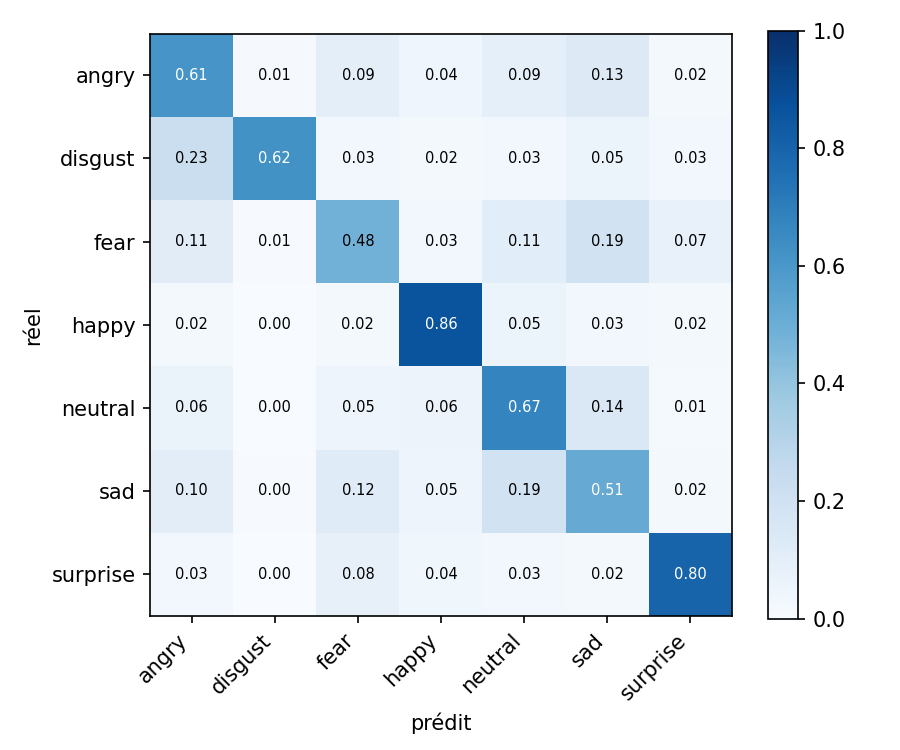 1.0
angry 0.61 0.01 0.09 0.04 0.09 0.13 0.02
disgust 0.23 0.62 0.03 0.02 0.03 0.05 0.03
0.8
fear 0.11 0.01 0.48 0.03 0.11 0.19 0.07
0.6
réel
happy 0.02 0.00 0.02 0.86 0.05 0.03 0.02
0.4
neutral 0.06 0.00 0.05 0.06 0.67 0.14 0.01
sad 0.10 0.00 0.12 0.05 0.19 0.51 0.02
0.2
surprise 0.03 0.00 0.08 0.04 0.03 0.02 0.80
0.0
angry disgust fear happy neutral sad surprise
prédit